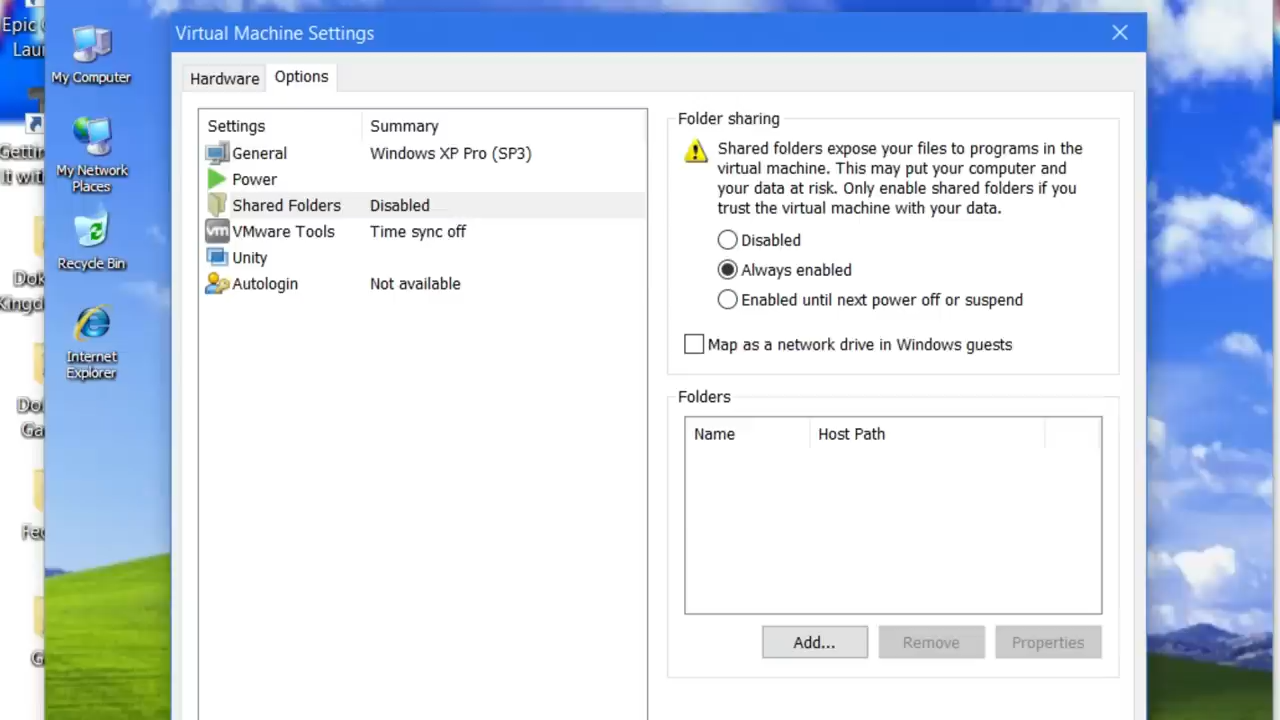 Epic
My Computer
My Network
Places
Recycle Bin
Internet
Explorer
Virtual Machine Settings
Hardware
Options
Settings
Summary
General
Windows XP Pro (SP3)
Power
Shared Folders
Disabled
VMware Tools
Time sync off
Unity
Autologin
Not available
Folder sharing
Shared folders expose your files to programs in the
virtual machine. This may put your computer and
your data at risk. Only enable shared folders if you
trust the virtual machine with your data.
Disabled
Always enabled
Enabled until next power off or suspend
Map as a network drive in Windows guests
Folders
Name
Host Path
Add...
Remove
Properties